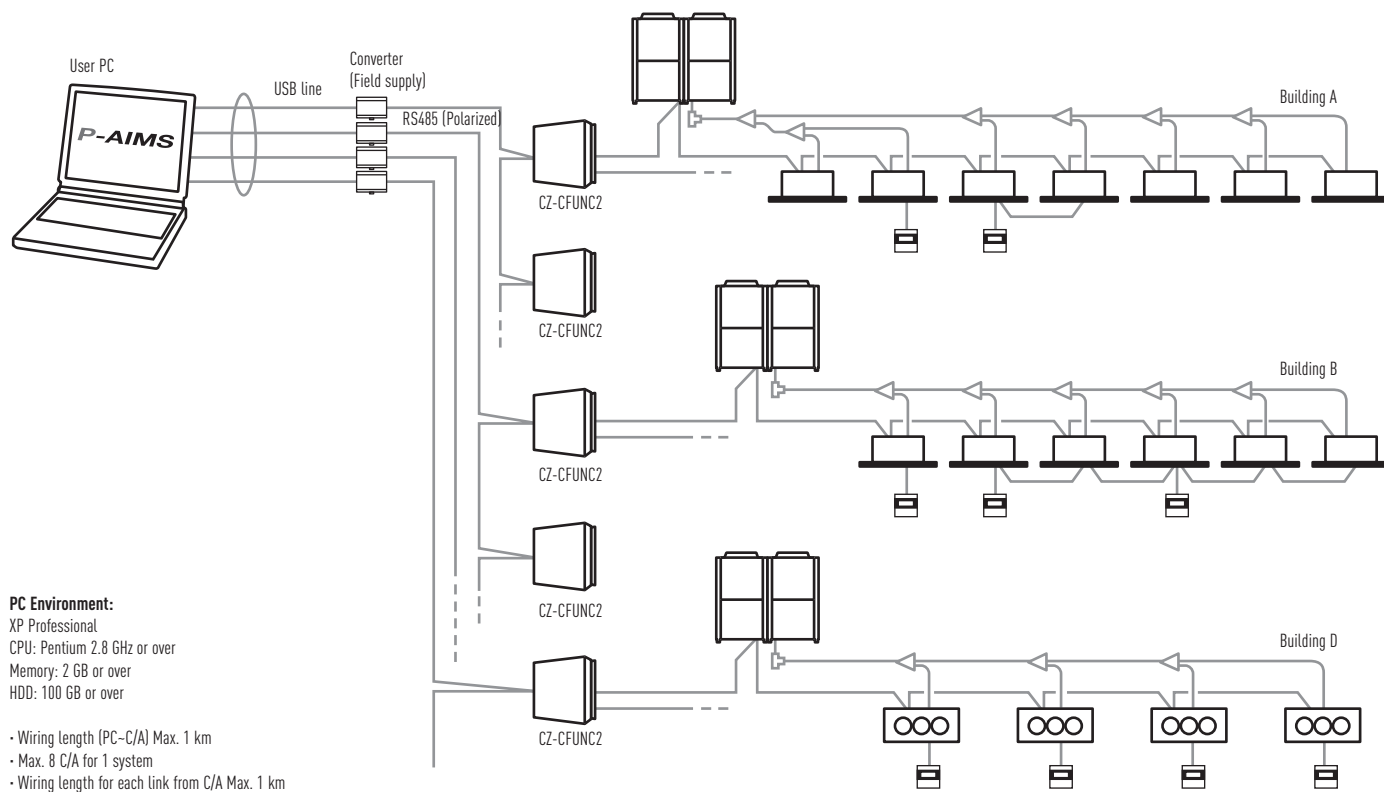 User PC
P-AIMS
USB line
Converter
(Field supply)
RS485 (Polarized)
CZ-CFUNC2
Building A
CZ-CFUNC2
Building B
CZ-CFUNC2
CZ-CFUNC2
Building D
CZ-CFUNC2
PC Environment:
XP Professional
CPU: Pentium 2.8 GHz or over
Memory: 2 GB or over
HDD: 100 GB or over
· Wiring length (PC~C/A) Max. 1 km
· Max. 8 C/A for 1 system
· Wiring length for each link from C/A Max. 1 km